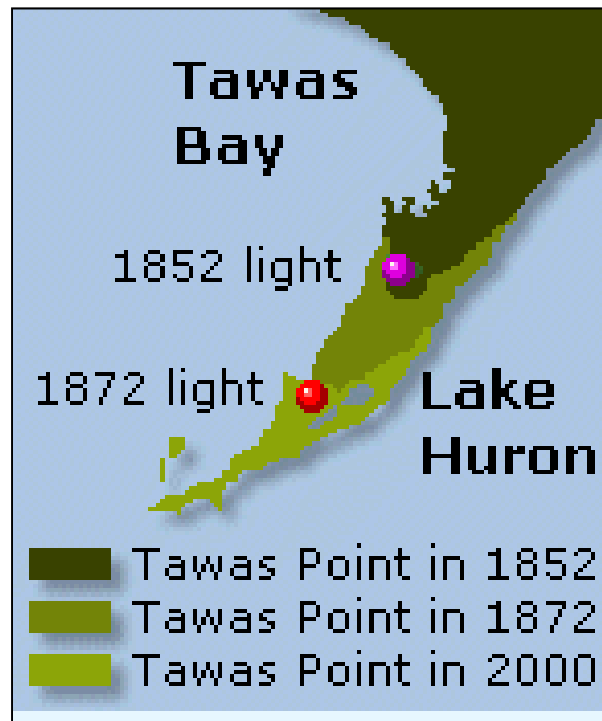 Tawas
Bay
1852 light
1872 light
Lake
Huron
Tawas Point in 1852
Tawas Point in 1872
Tawas Point in 2000